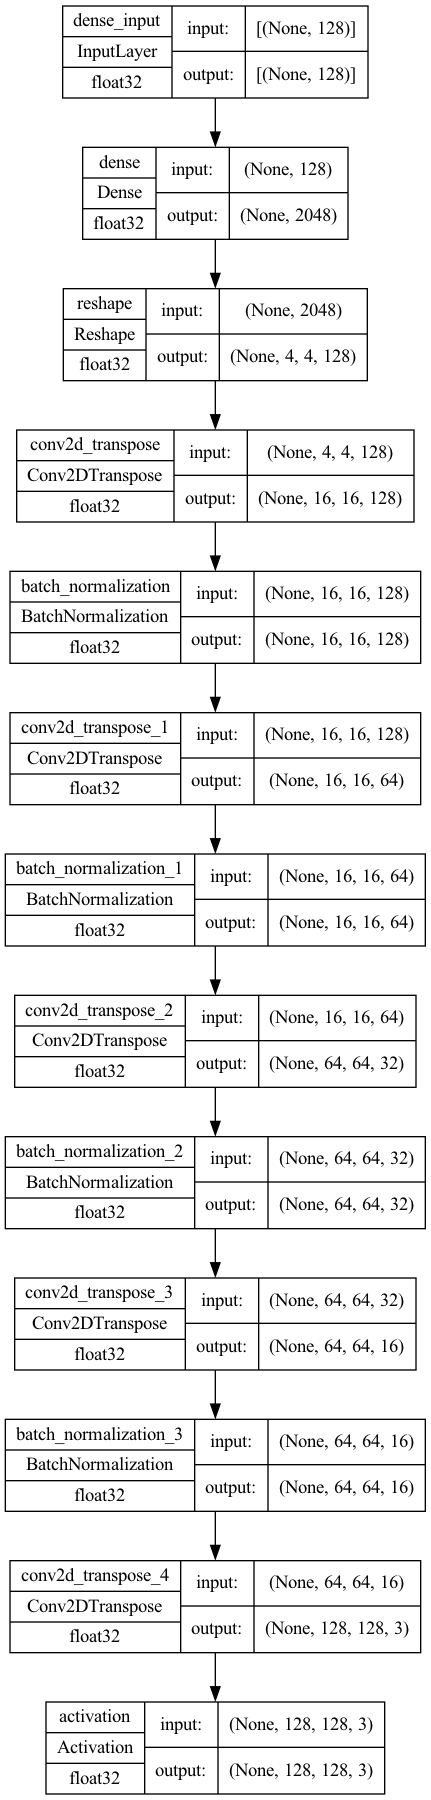 dense_input
InputLayer
float32
input:
[(None, 128)]
output:
[(None, 128)]
dense
Dense
float32
input:
(None, 128)
output:
(None, 2048)
reshape
Reshape
float32
input:
(None, 2048)
output:
(None, 4, 4, 128)
conv2d_transpose
Conv2DTranspose
float32
input:
(None, 4, 4, 128)
output:
(None, 16, 16, 128)
batch_normalization
BatchNormalization
float32
input:
(None, 16, 16, 128)
output:
(None, 16, 16, 128)
conv2d_transpose_1
Conv2DTranspose
float32
input:
(None, 16, 16, 128)
output:
(None, 16, 16, 64)
batch_normalization_1
BatchNormalization
float32
input:
(None, 16, 16, 64)
output:
(None, 16, 16, 64)
conv2d_transpose_2
Conv2DTranspose
float32
input:
(None, 16, 16, 64)
output:
(None, 64, 64, 32)
batch_normalization_2
BatchNormalization
float32
input:
(None, 64, 64, 32)
output:
(None, 64, 64, 32)
conv2d_transpose_3
Conv2DTranspose
float32
input:
(None, 64, 64, 32)
output:
(None, 64, 64, 16)
batch_normalization_3
BatchNormalization
float32
input:
(None, 64, 64, 16)
output:
(None, 64, 64, 16)
conv2d_transpose_4
Conv2DTranspose
float32
input:
(None, 64, 64, 16)
output:
(None, 128, 128, 3)
activation
Activation
float32
input:
(None, 128, 128, 3)
output:
(None, 128, 128, 3)